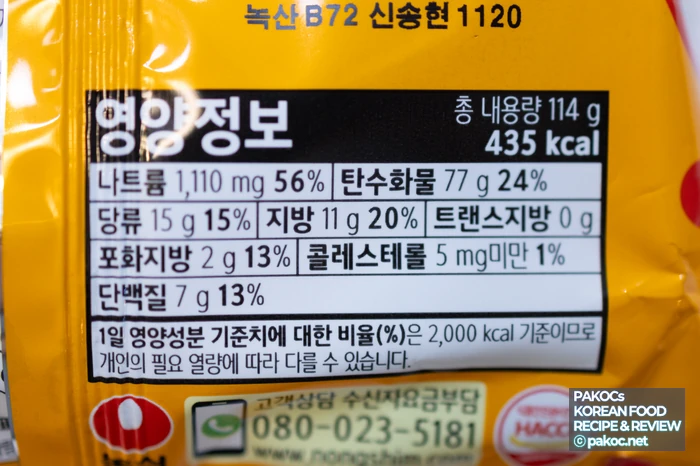 녹산 B72 신송현 1120
영양정보
총 내용량 114 g
435 kcal
나트륨 1,110 mg 56% 탄수화물 77 g 24%
당류 15 g 15% 지방 11 g 20% 트랜스지방 0 g
포화지방 2 g 13% 콜레스테롤 5 mg미만 1%
단백질 7 g 13%
1일 영양성분 기준치에 대한 비율(%)은 2,000 kcal 기준이므로
개인의 필요 열량에 따라 다를 수 있습니다.
고객상담 수신자요금부담
080-023-5181
www.nongshim.com
HACCP
농심
PAKOCs
KOREAN FOOD
RECIPE & REVIEW
© pakoc.net